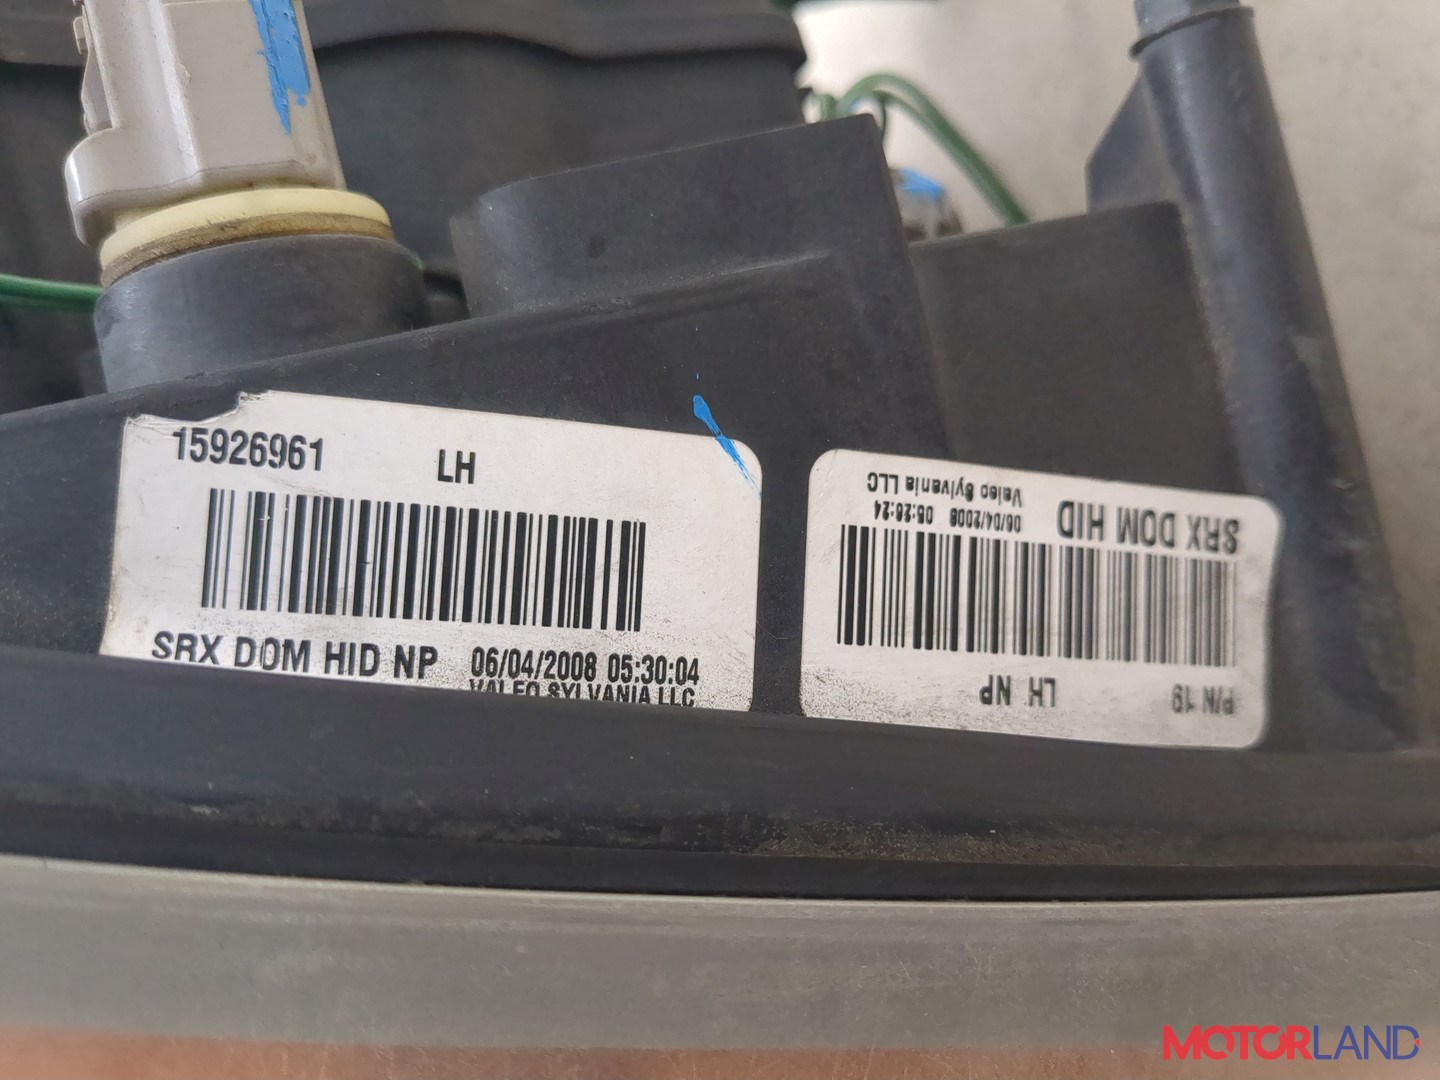 15926961 LH
SRX DOM HID NP 06/04/2008 05:30:04
VALEO SYLVANIA LLC
P/N 19 LH NP
SRX DOM HID 06/04/2008 05:26:24
Valeo Sylvania LLC
MOTORLAND